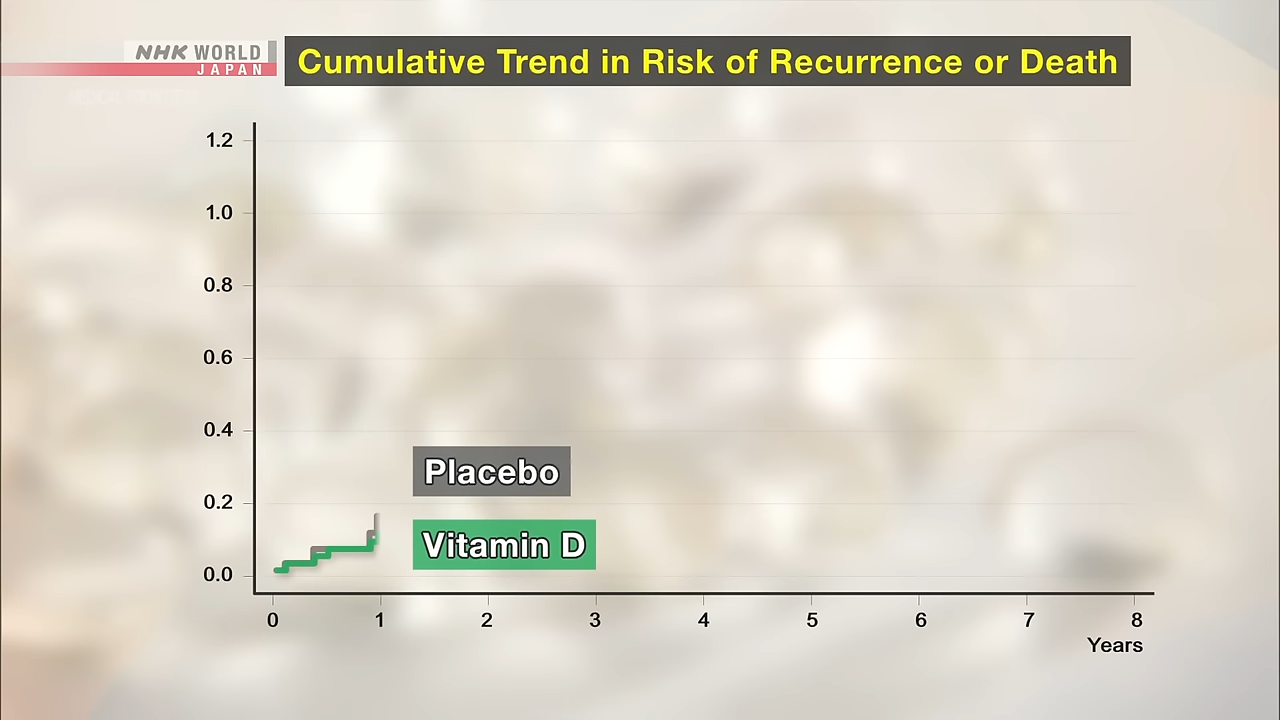 NHK WORLD
JAPAN
Cumulative Trend in Risk of Recurrence or Death
1.2
1.0
0.8
0.6
0.4
0.2
0.0
Placebo
Vitamin D
0 1 2 3 4 5 6 7 8
Years